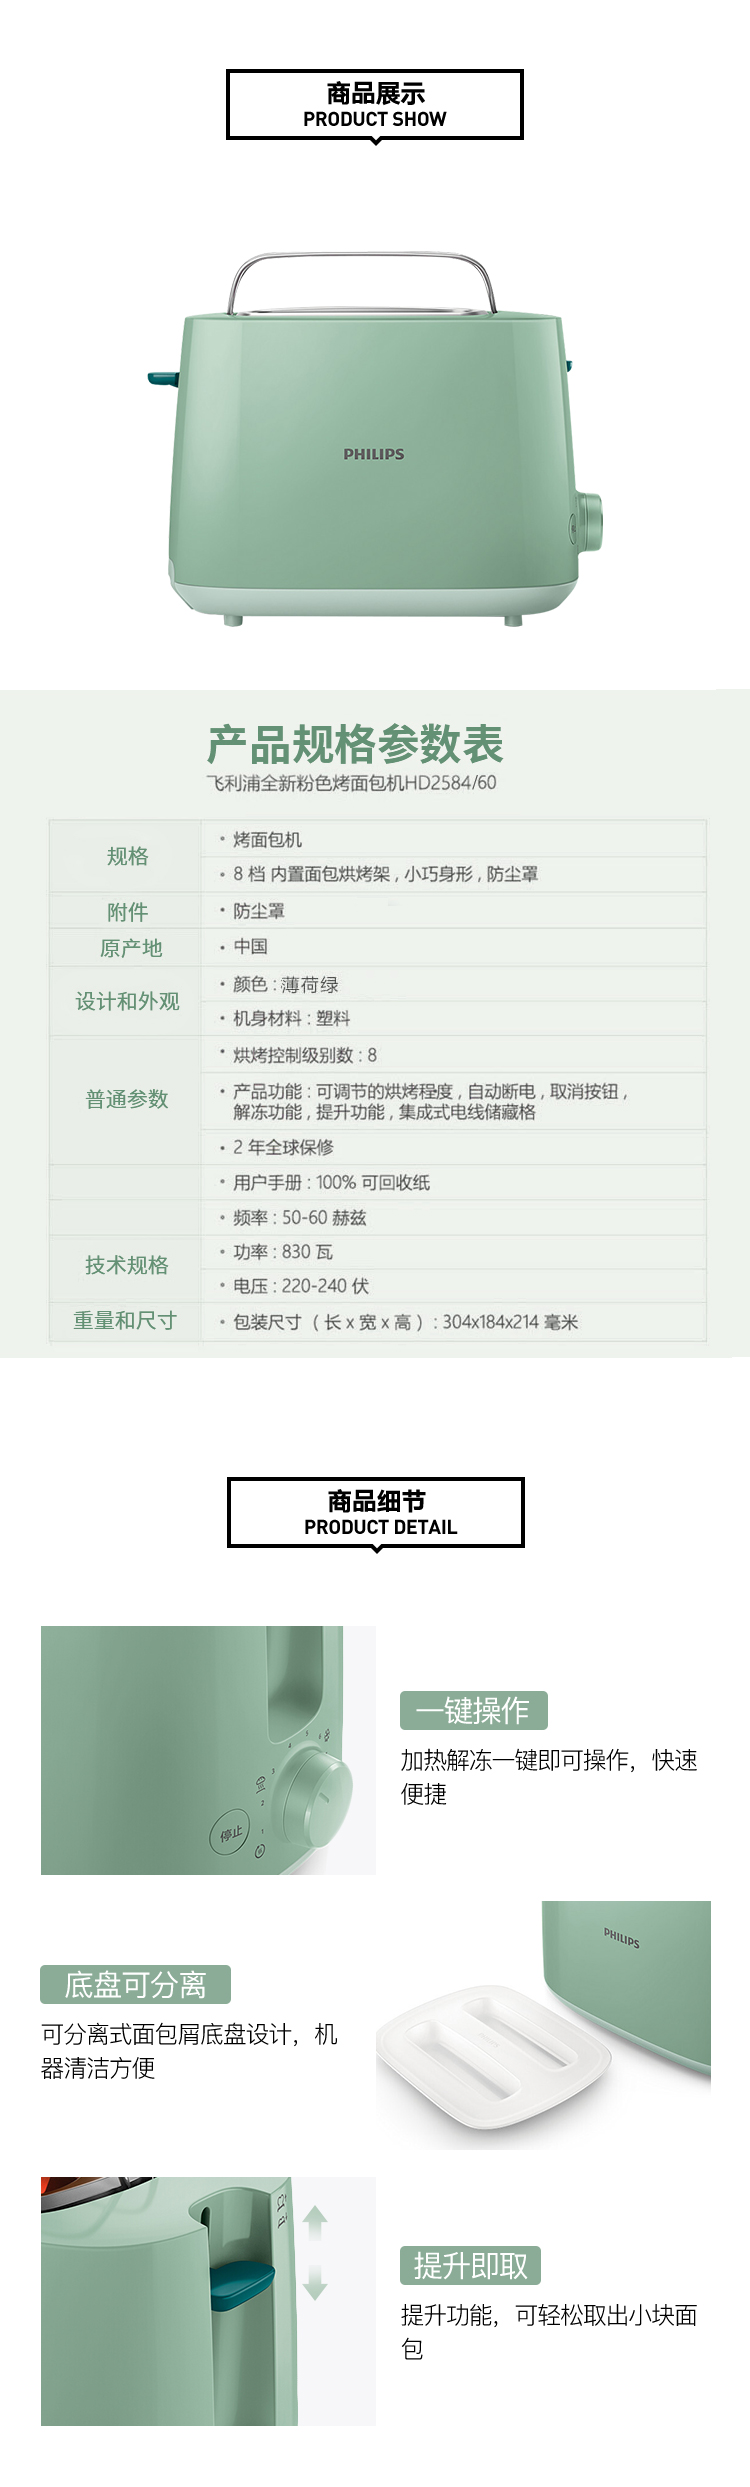 商品展示
PRODUCT SHOW
PHILIPS
产品规格参数表
飞利浦全新粉色烤面包机HD2584/60
规格
• 烤面包机
• 8 档 内置面包烘烤架 , 小巧身形 , 防尘罩
附件
• 防尘罩
原产地
• 中国
设计和外观
• 颜色 : 薄荷绿
• 机身材料 : 塑料
普通参数
• 烘烤控制级别数 : 8
• 产品功能 : 可调节的烘烤程度 , 自动断电 , 取消按钮 ,
解冻功能 , 提升功能 , 集成式电线储藏格
• 2 年全球保修
• 用户手册 : 100% 可回收纸
• 频率 : 50-60 赫兹
技术规格
• 功率 : 830 瓦
• 电压 : 220-240 伏
重量和尺寸
• 包装尺寸 ( 长 x 宽 x 高 ) : 304x184x214 毫米
商品细节
PRODUCT DETAIL
4 5 6
3
2
1
停止
一键操作
加热解冻一键即可操作，快速
便捷
PHILIPS
底盘可分离
可分离式面包屑底盘设计，机
器清洁方便
提升即取
提升功能，可轻松取出小块面
包